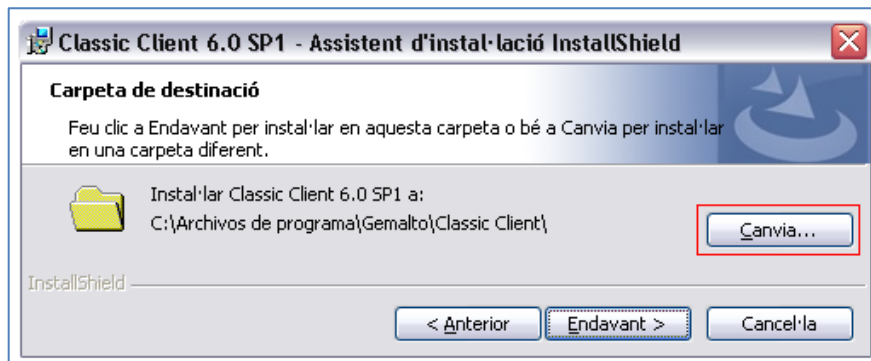 Classic Client 6.0 SP1 - Assistent d'instal·lació InstallShield
Carpeta de destinació
Feu clic a Endavant per instal·lar en aquesta carpeta o bé a Canvia per instal·lar
en una carpeta diferent.
Instal·lar Classic Client 6.0 SP1 a:
C:\Archivos de programa\Gemalto\Classic Client\
Canvia...
InstallShield
< Anterior
Endavant >
Cancel·la